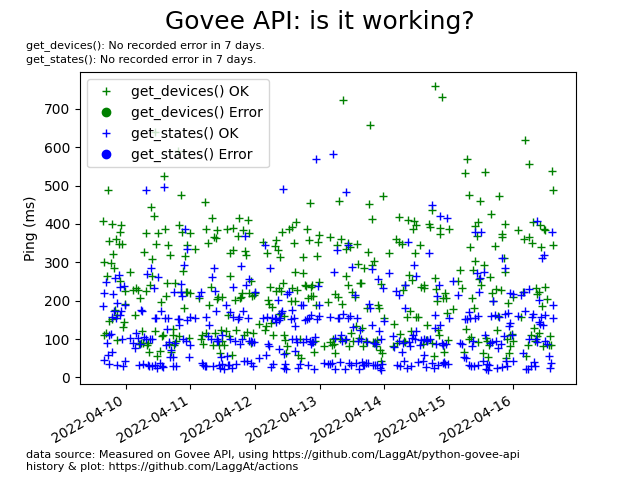 Govee API: is it working?
get_devices(): No recorded error in 7 days.
get_states(): No recorded error in 7 days.
get_devices() OK
get_devices() Error
get_states() OK
get_states() Error
Ping (ms)
700
600
500
400
300
200
100
0
2022-04-10
2022-04-11
2022-04-12
2022-04-13
2022-04-14
2022-04-15
2022-04-16
data source: Measured on Govee API, using https://github.com/LaggAt/python-govee-api
history & plot: https://github.com/LaggAt/actions